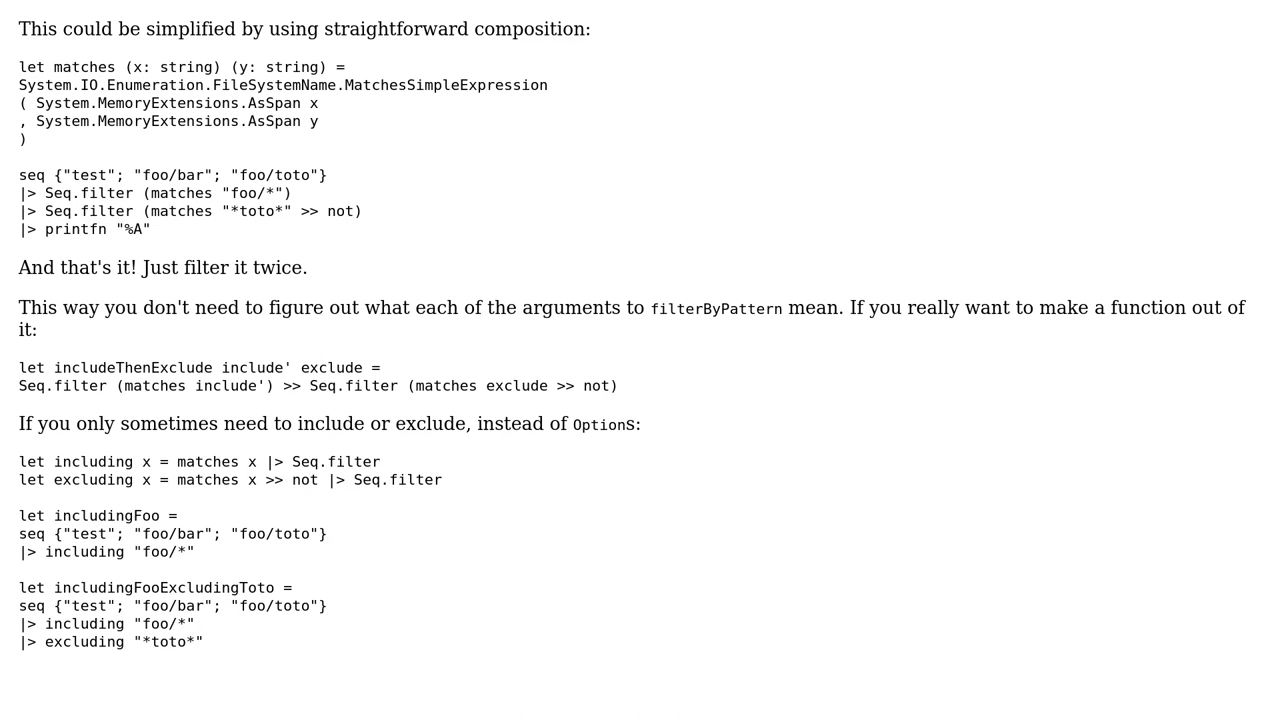 This could be simplified by using straightforward composition:
let matches (x: string) (y: string) =
System.IO.Enumeration.FileSystemName.MatchesSimpleExpression
( System.MemoryExtensions.AsSpan x
, System.MemoryExtensions.AsSpan y
)
seq {"test"; "foo/bar"; "foo/toto"}
|> Seq.filter (matches "foo/*")
|> Seq.filter (matches "*toto*" >> not)
|> printfn "%A"
And that's it! Just filter it twice.
This way you don't need to figure out what each of the arguments to filterByPattern mean. If you really want to make a function out of
it:
let includeThenExclude include' exclude =
Seq.filter (matches include') >> Seq.filter (matches exclude >> not)
If you only sometimes need to include or exclude, instead of Options:
let including x = matches x |> Seq.filter
let excluding x = matches x >> not |> Seq.filter
let includingFoo =
seq {"test"; "foo/bar"; "foo/toto"}
|> including "foo/*"
let includingFooExcludingToto =
seq {"test"; "foo/bar"; "foo/toto"}
|> including "foo/*"
|> excluding "*toto*"